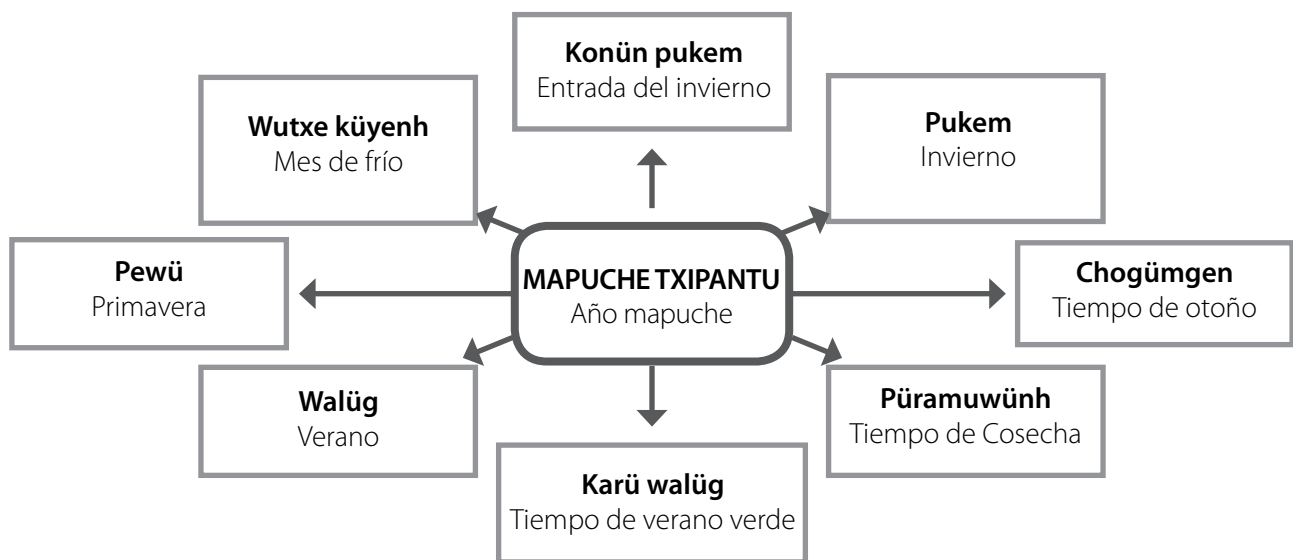 Konün pukem
Entrada del invierno
Wutxe küyenh
Mes de frío
Pukem
Invierno
Pewü
Primavera
MAPUCHE TXIPANTU
Año mapuche
Chogümgen
Tiempo de otoño
Walüg
Verano
Püramuwünh
Tiempo de Cosecha
Karü walüg
Tiempo de verano verde